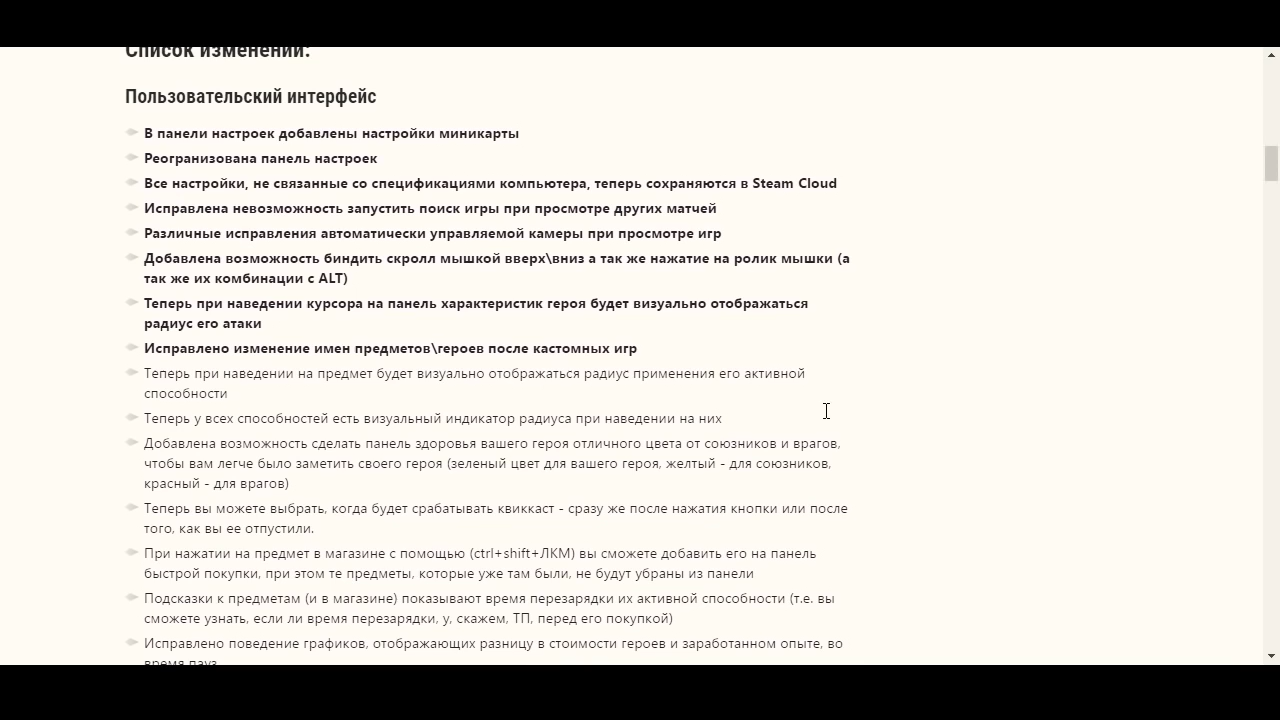 Список изменений:
Пользовательский интерфейс
В панели настроек добавлены настройки миникарты
Реогранизована панель настроек
Все настройки, не связанные со спецификациями компьютера, теперь сохраняются в Steam Cloud
Исправлена невозможность запустить поиск игры при просмотре других матчей
Различные исправления автоматически управляемой камеры при просмотре игр
Добавлена возможность биндить скролл мышкой вверх\вниз а так же нажатие на ролик мышки (а
так же их комбинации с ALT)
Теперь при наведении курсора на панель характеристик героя будет визуально отображаться
радиус его атаки
Исправлено изменение имен предметов\героев после кастомных игр
Теперь при наведении на предмет будет визуально отображаться радиус применения его активной
способности
Теперь у всех способностей есть визуальный индикатор радиуса при наведении на них
Добавлена возможность сделать панель здоровья вашего героя отличного цвета от союзников и врагов,
чтобы вам легче было заметить своего героя (зеленый цвет для вашего героя, желтый - для союзников,
красный - для врагов)
Теперь вы можете выбрать, когда будет срабатывать квиккаст - сразу же после нажатия кнопки или после
того, как вы ее отпустили.
При нажатии на предмет в магазине с помощью (ctrl+shift+ЛКМ) вы сможете добавить его на панель
быстрой покупки, при этом те предметы, которые уже там были, не будут убраны из панели
Подсказки к предметам (и в магазине) показывают время перезарядки их активной способности (т.е. вы
сможете узнать, если ли время перезарядки, у, скажем, ТП, перед его покупкой)
Исправлено поведение графиков, отображающих разницу в стоимости героев и заработанном опыте, во
время пауз